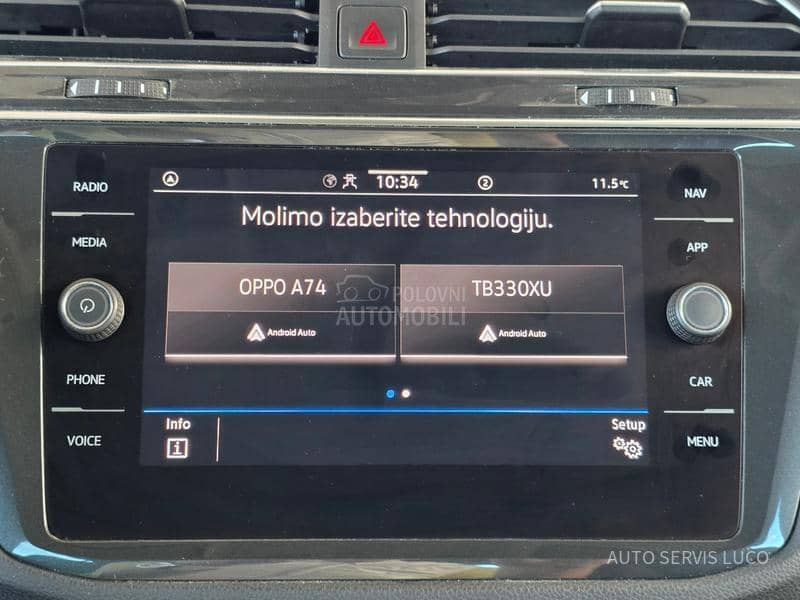 RADIO
MEDIA
PHONE
VOICE
10:34
2
11.5°C
Molimo izaberite tehnologiju.
OPPO A74
TB330XU
Android Auto
Android Auto
Info
i
Setup
NAV
APP
CAR
MENU
POLOVNI
AUTOMOBILI
AUTO SERVIS LUCO